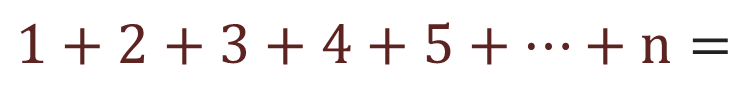 1 + 2 + 3 + 4 + 5 + ⋯ + n =